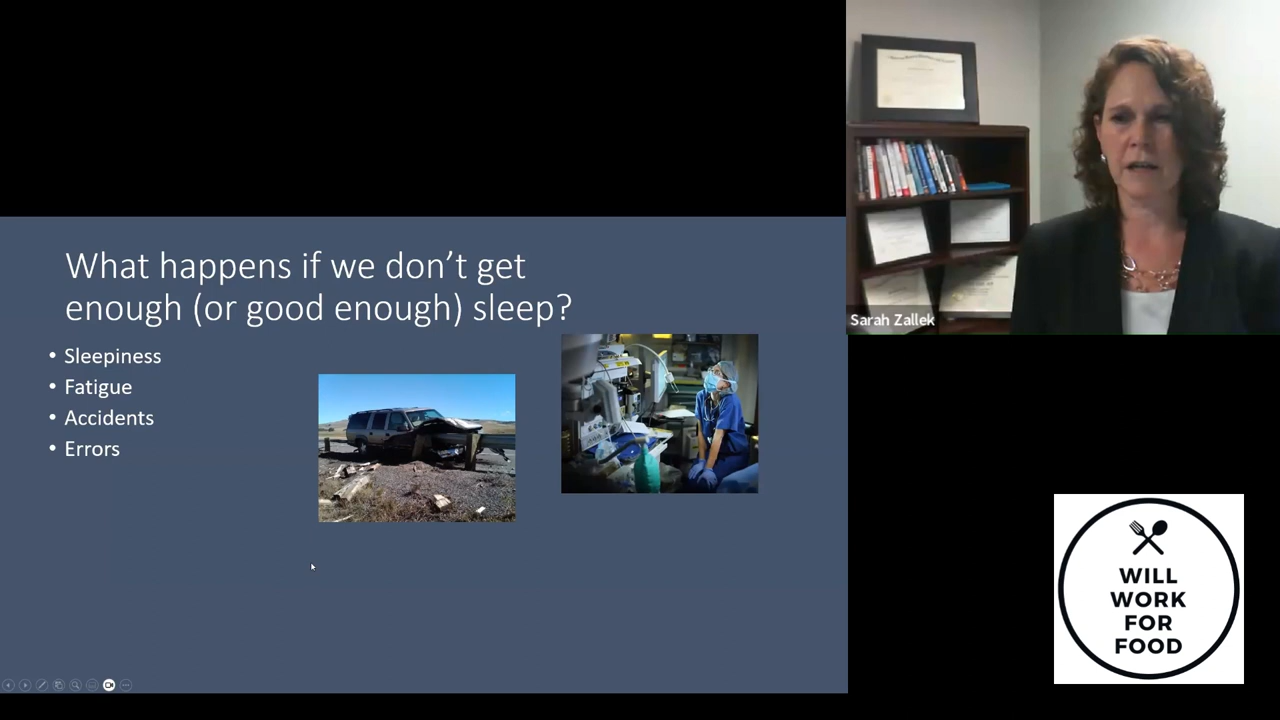 What happens if we don't get
enough (or good enough) sleep?
• Sleepiness
• Fatigue
• Accidents
• Errors
Sarah Zallek
WILL
WORK
FOR
FOOD